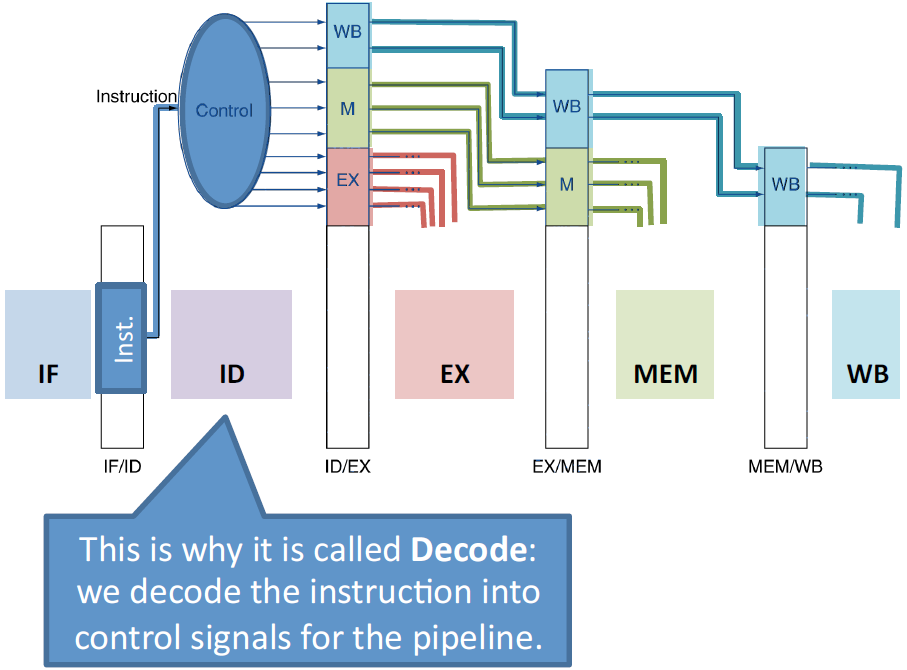 WB
Instruction
Control
M
WB
EX
M
WB
Inst.
IF
ID
EX
MEM
WB
IF/ID
ID/EX
EX/MEM
MEM/WB
This is why it is called Decode:
we decode the instruction into
control signals for the pipeline.